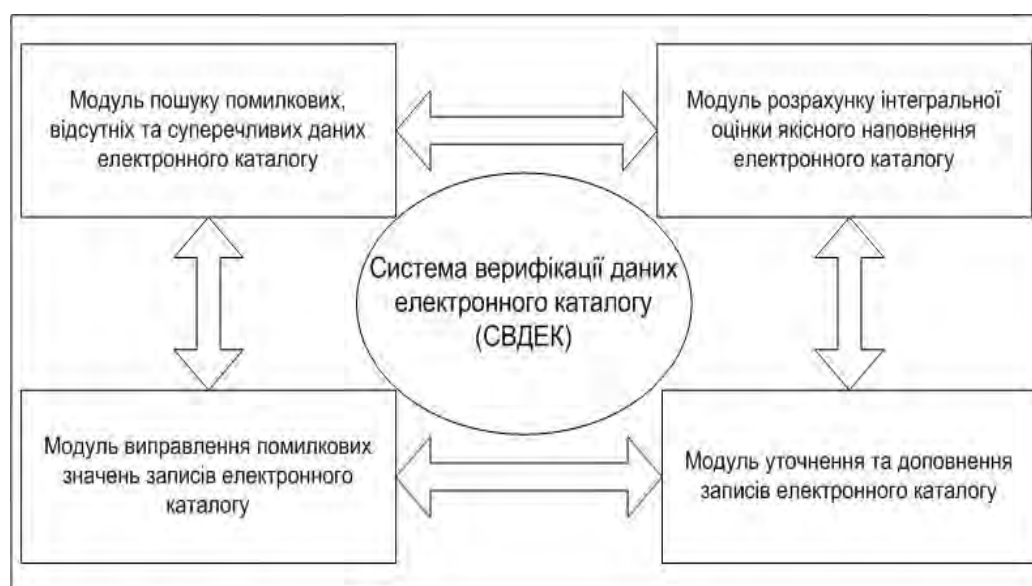 Модуль пошуку помилкових,
відсутніх та суперечливих даних
електронного каталогу
Модуль розрахунку інтегральної
оцінки якісного наповнення
електронного каталогу
Система верифікації даних
електронного каталогу
(СВДЕК)
Модуль виправлення помилкових
значень записів електронного
каталогу
Модуль уточнення та доповнення
записів електронного каталогу